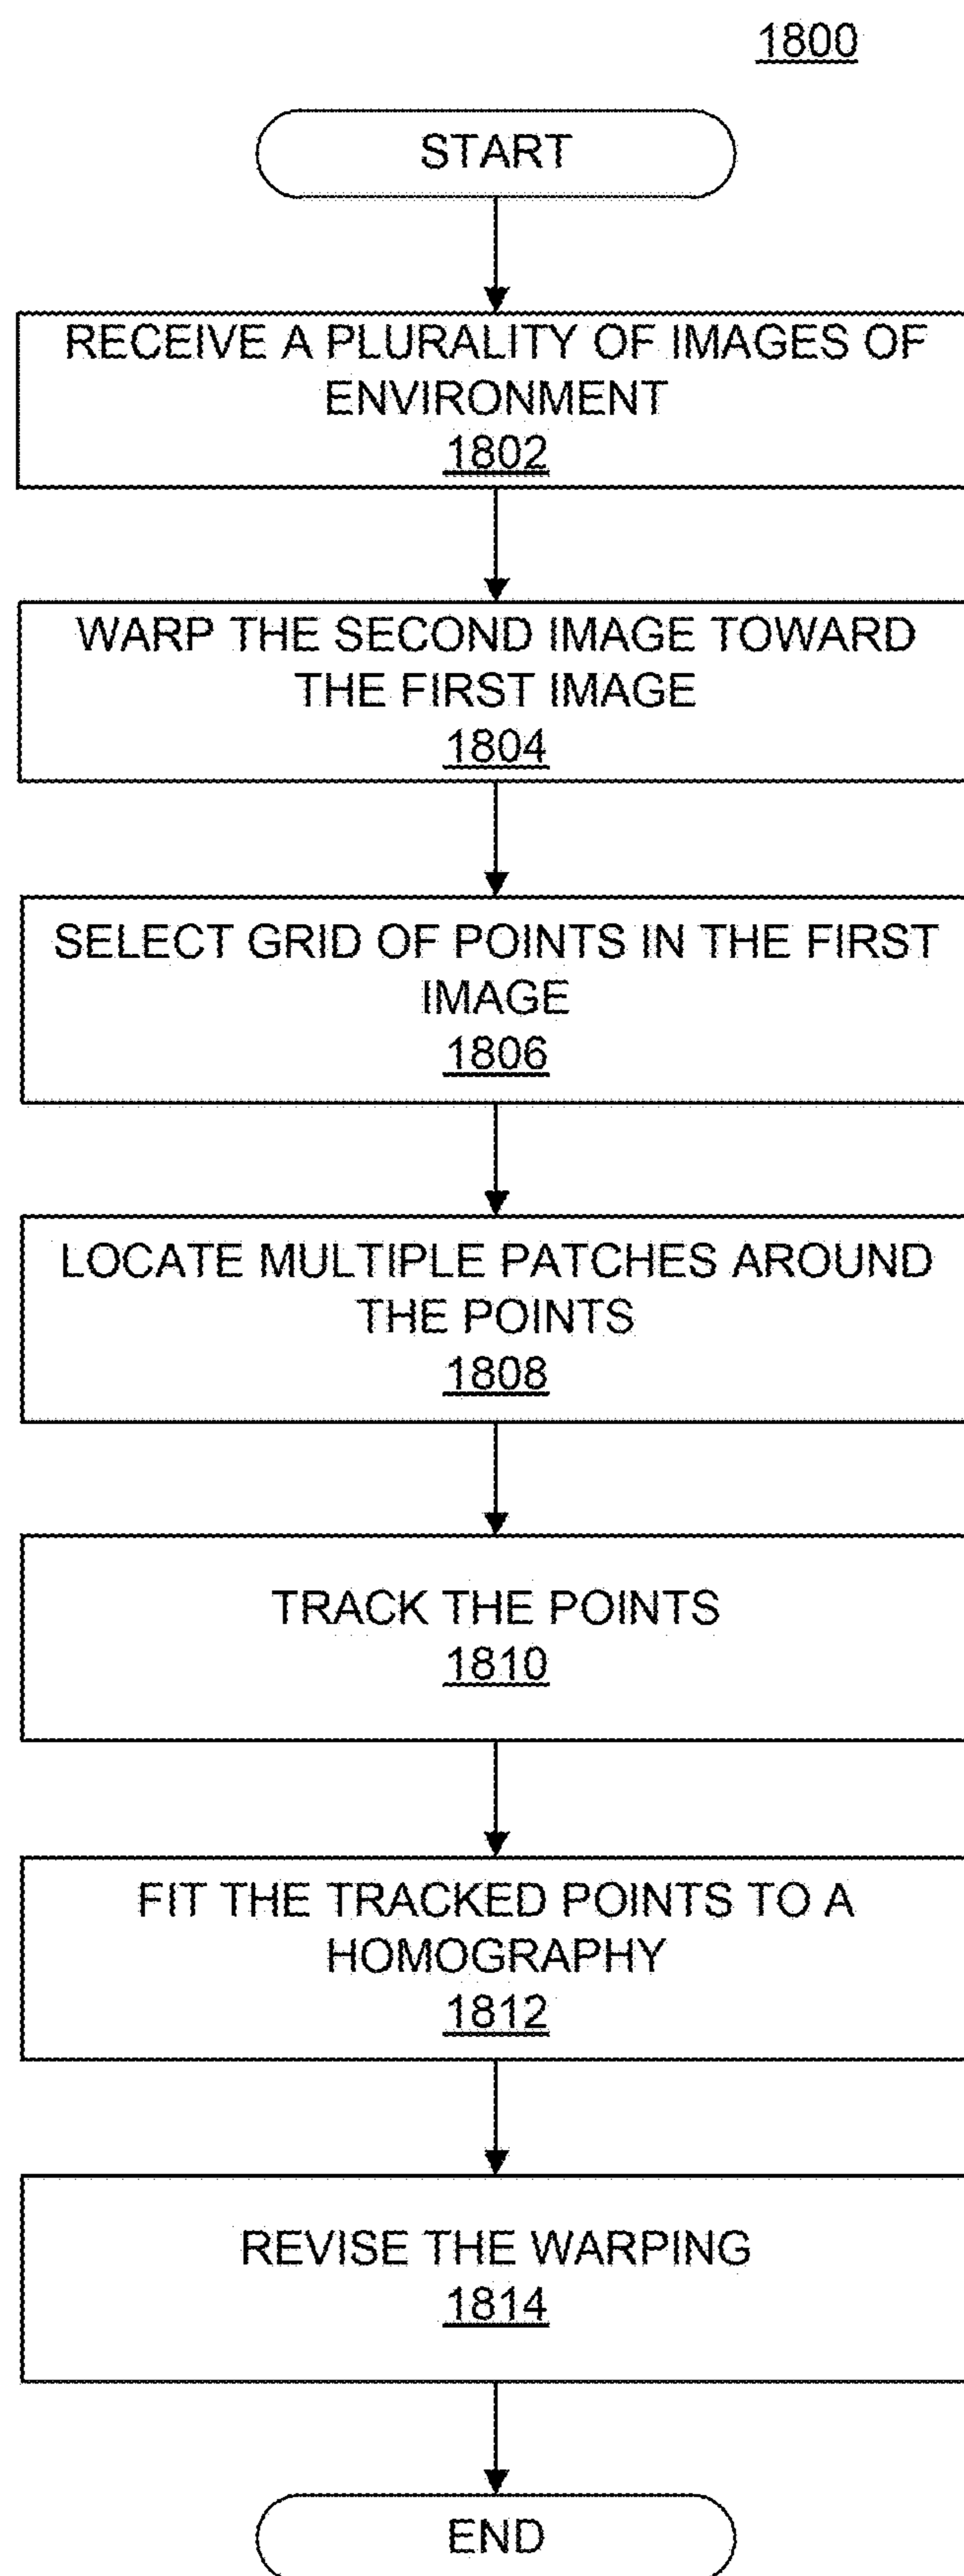 1800
START
RECEIVE A PLURALITY OF IMAGES OF
ENVIRONMENT
1802
WARP THE SECOND IMAGE TOWARD
THE FIRST IMAGE
1804
SELECT GRID OF POINTS IN THE FIRST
IMAGE
1806
LOCATE MULTIPLE PATCHES AROUND
THE POINTS
1808
TRACK THE POINTS
1810
FIT THE TRACKED POINTS TO A
HOMOGRAPHY
1812
REVISE THE WARPING
1814
END